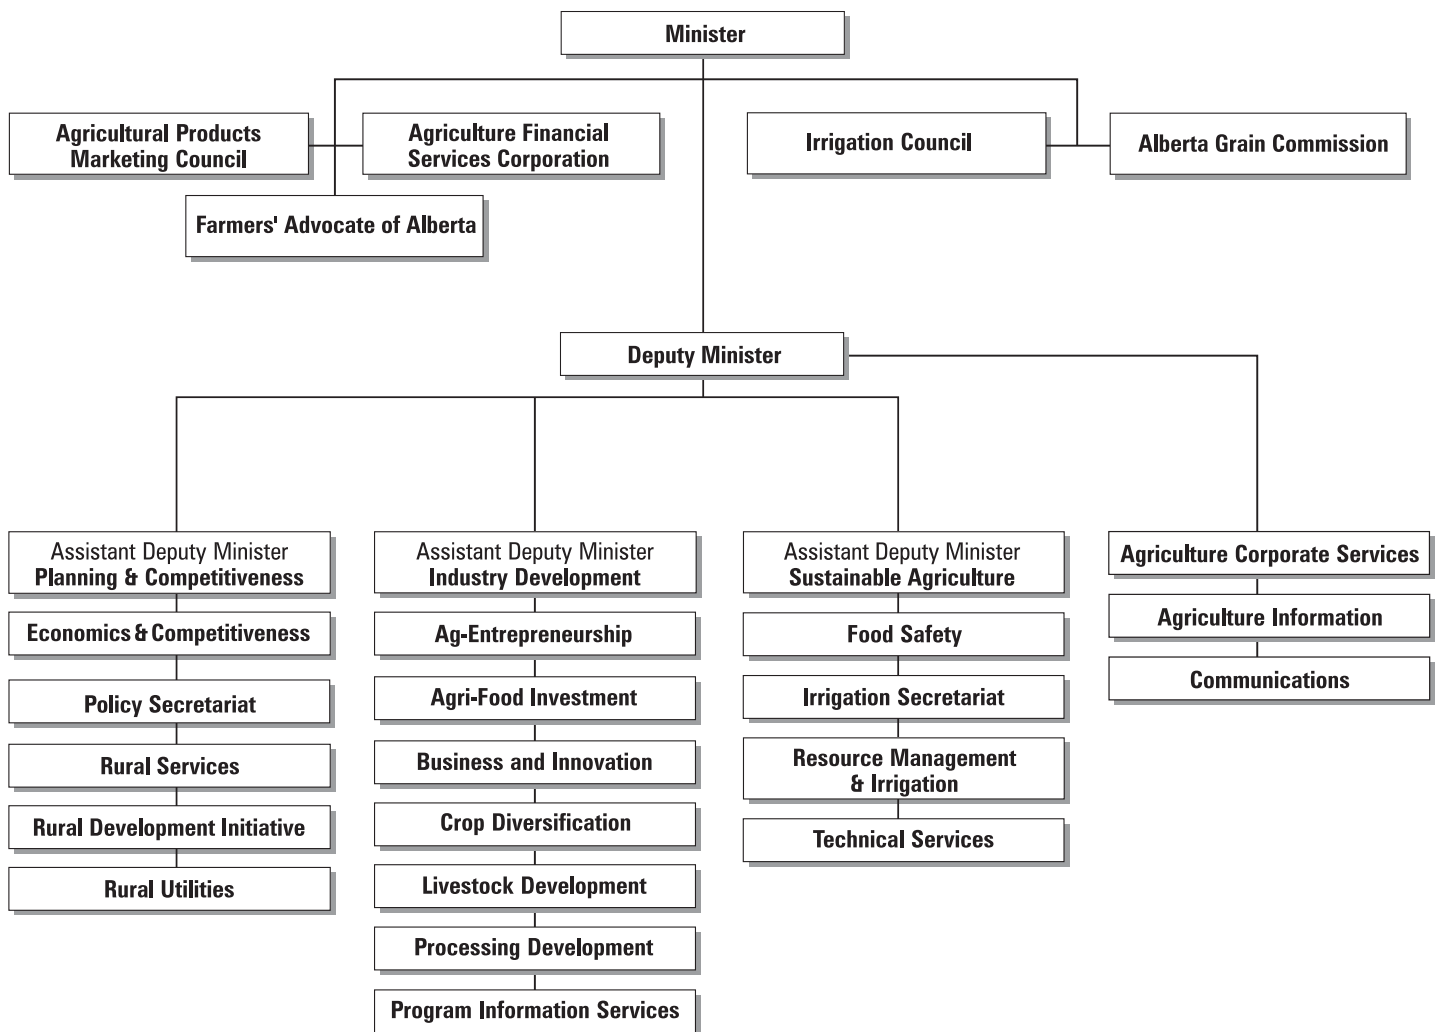 Minister
Agricultural Products
Marketing Council
Agriculture Financial
Services Corporation
Irrigation Council
Alberta Grain Commission
Farmers' Advocate of Alberta
Deputy Minister
Assistant Deputy Minister
Planning & Competitiveness
Economics & Competitiveness
Policy Secretariat
Rural Services
Rural Development Initiative
Rural Utilities
Assistant Deputy Minister
Industry Development
Ag-Entrepreneurship
Agri-Food Investment
Business and Innovation
Crop Diversification
Livestock Development
Processing Development
Program Information Services
Assistant Deputy Minister
Sustainable Agriculture
Food Safety
Irrigation Secretariat
Resource Management
& Irrigation
Technical Services
Agriculture Corporate Services
Agriculture Information
Communications